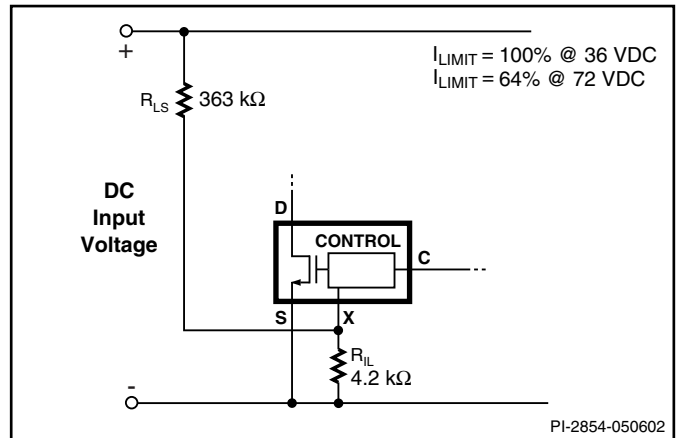 +
I_LIMIT = 100% @ 36 VDC
I_LIMIT = 64% @ 72 VDC
R_LS 363 kΩ
DC
Input
Voltage
D
CONTROL
C
S
X
R_IL
4.2 kΩ
-
PI-2854-050602